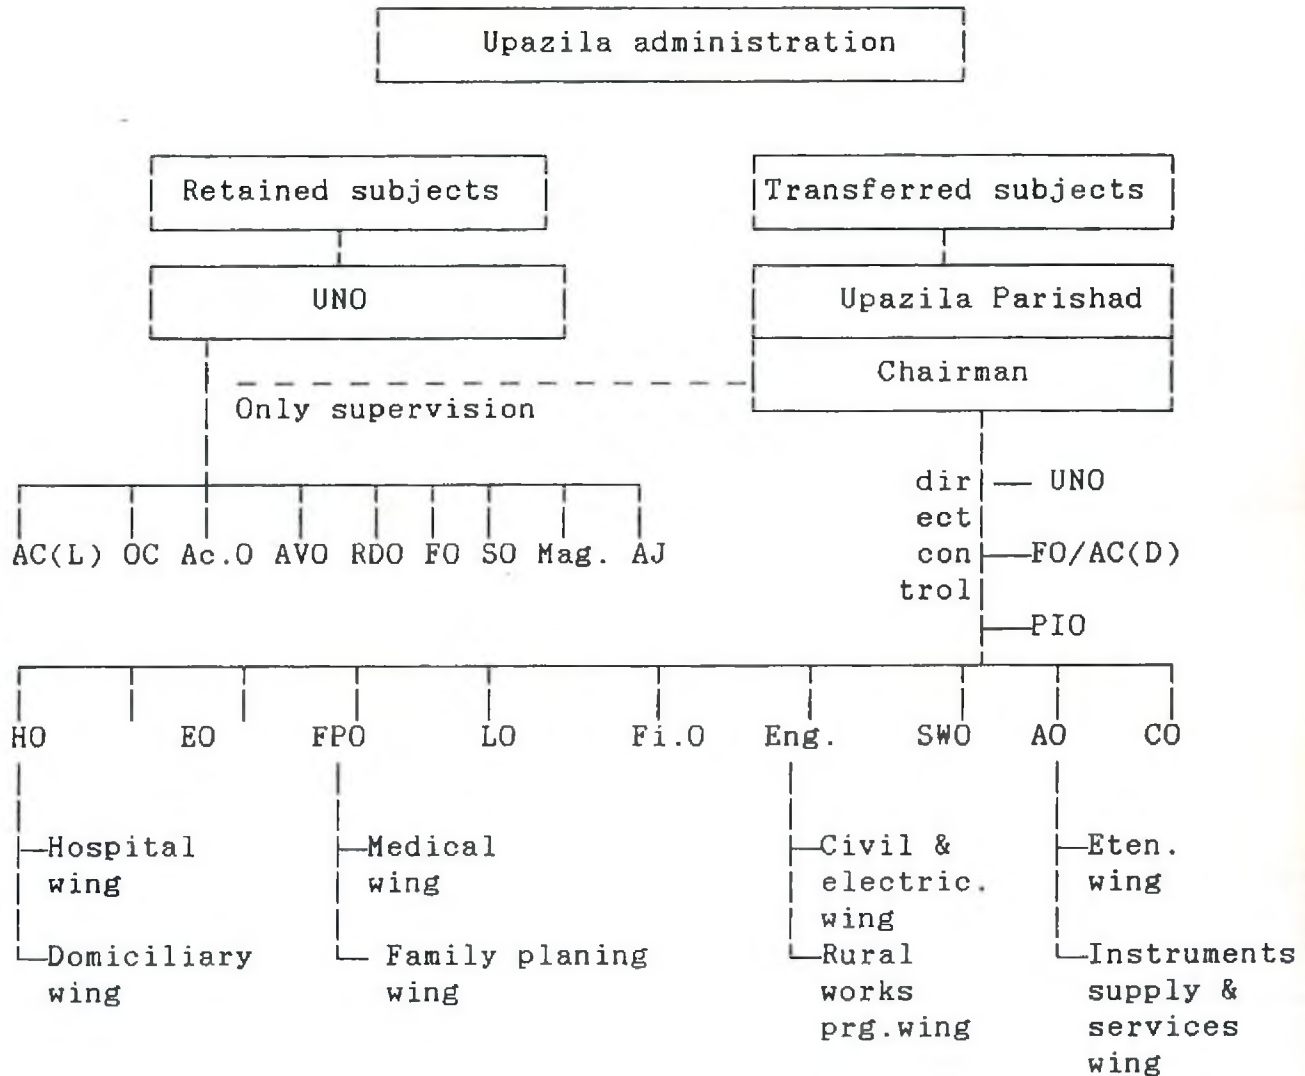 Upazila administration
Retained subjects
Transferred subjects
UNO
Upazila Parishad
Chairman
Only supervision
dir
ect
con
trol
UNO
FO/AC(D)
PIO
AC(L) OC Ac.O AVO RDO FO SO Mag. AJ
HO EO FPO LO Fi.O Eng. SWO AO CO
Hospital
wing
Domiciliary
wing
Medical
wing
Family planing
wing
Civil &
electric.
wing
Rural
works
prg.wing
Eten.
wing
Instruments
supply &
services
wing